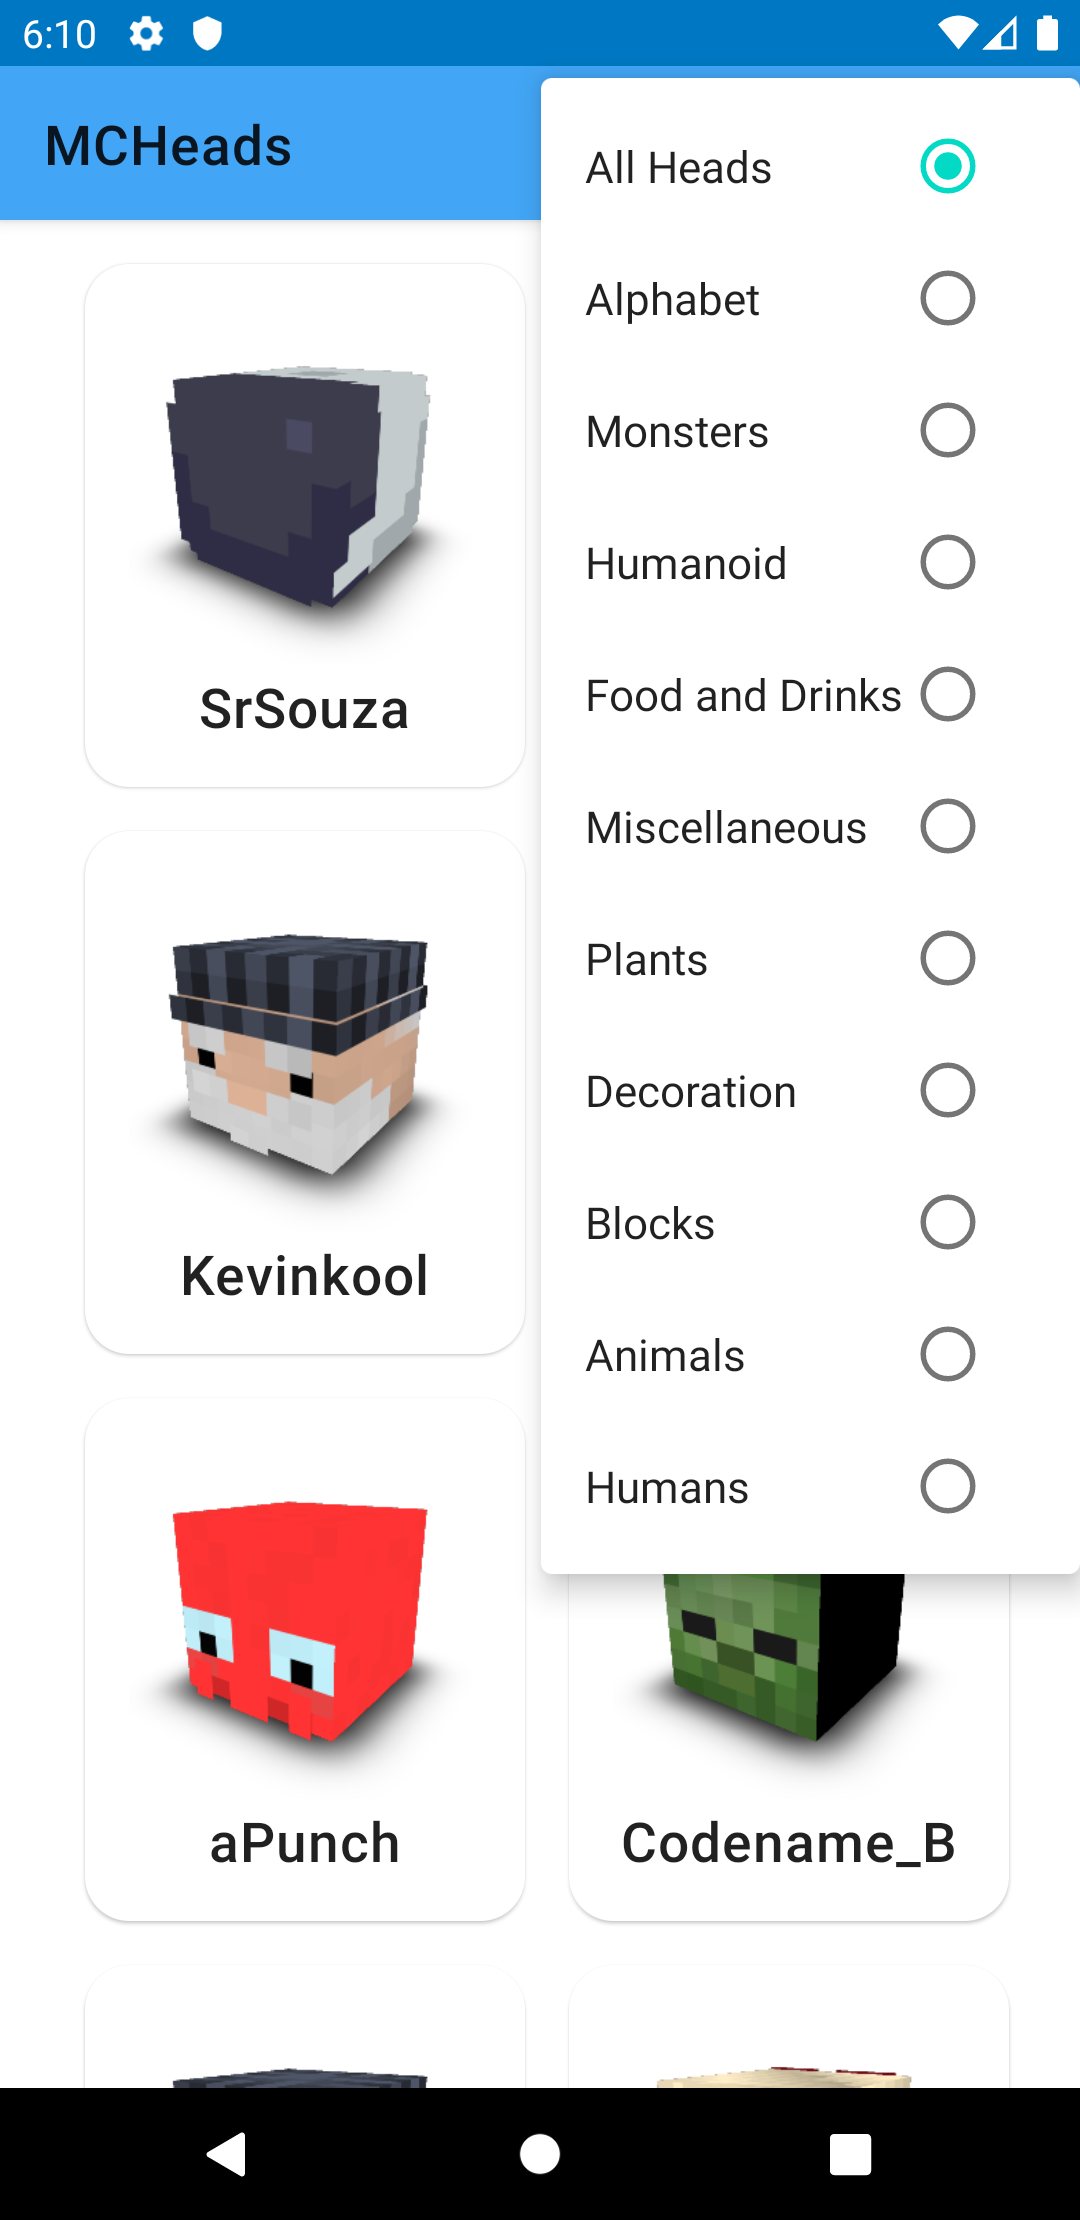 6:10
MCHeads
All Heads
Alphabet
Monsters
Humanoid
Food and Drinks
Miscellaneous
Plants
Decoration
Blocks
Animals
Humans
SrSouza
Kevinkool
aPunch
Codename_B